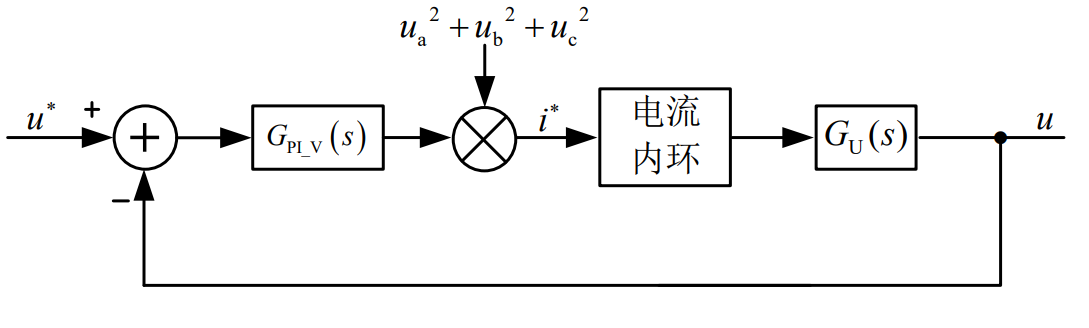 u_a^2 + u_b^2 + u_c^2
u* + + G_PI_V(s) i* 电流 G_U(s) u
内环
−